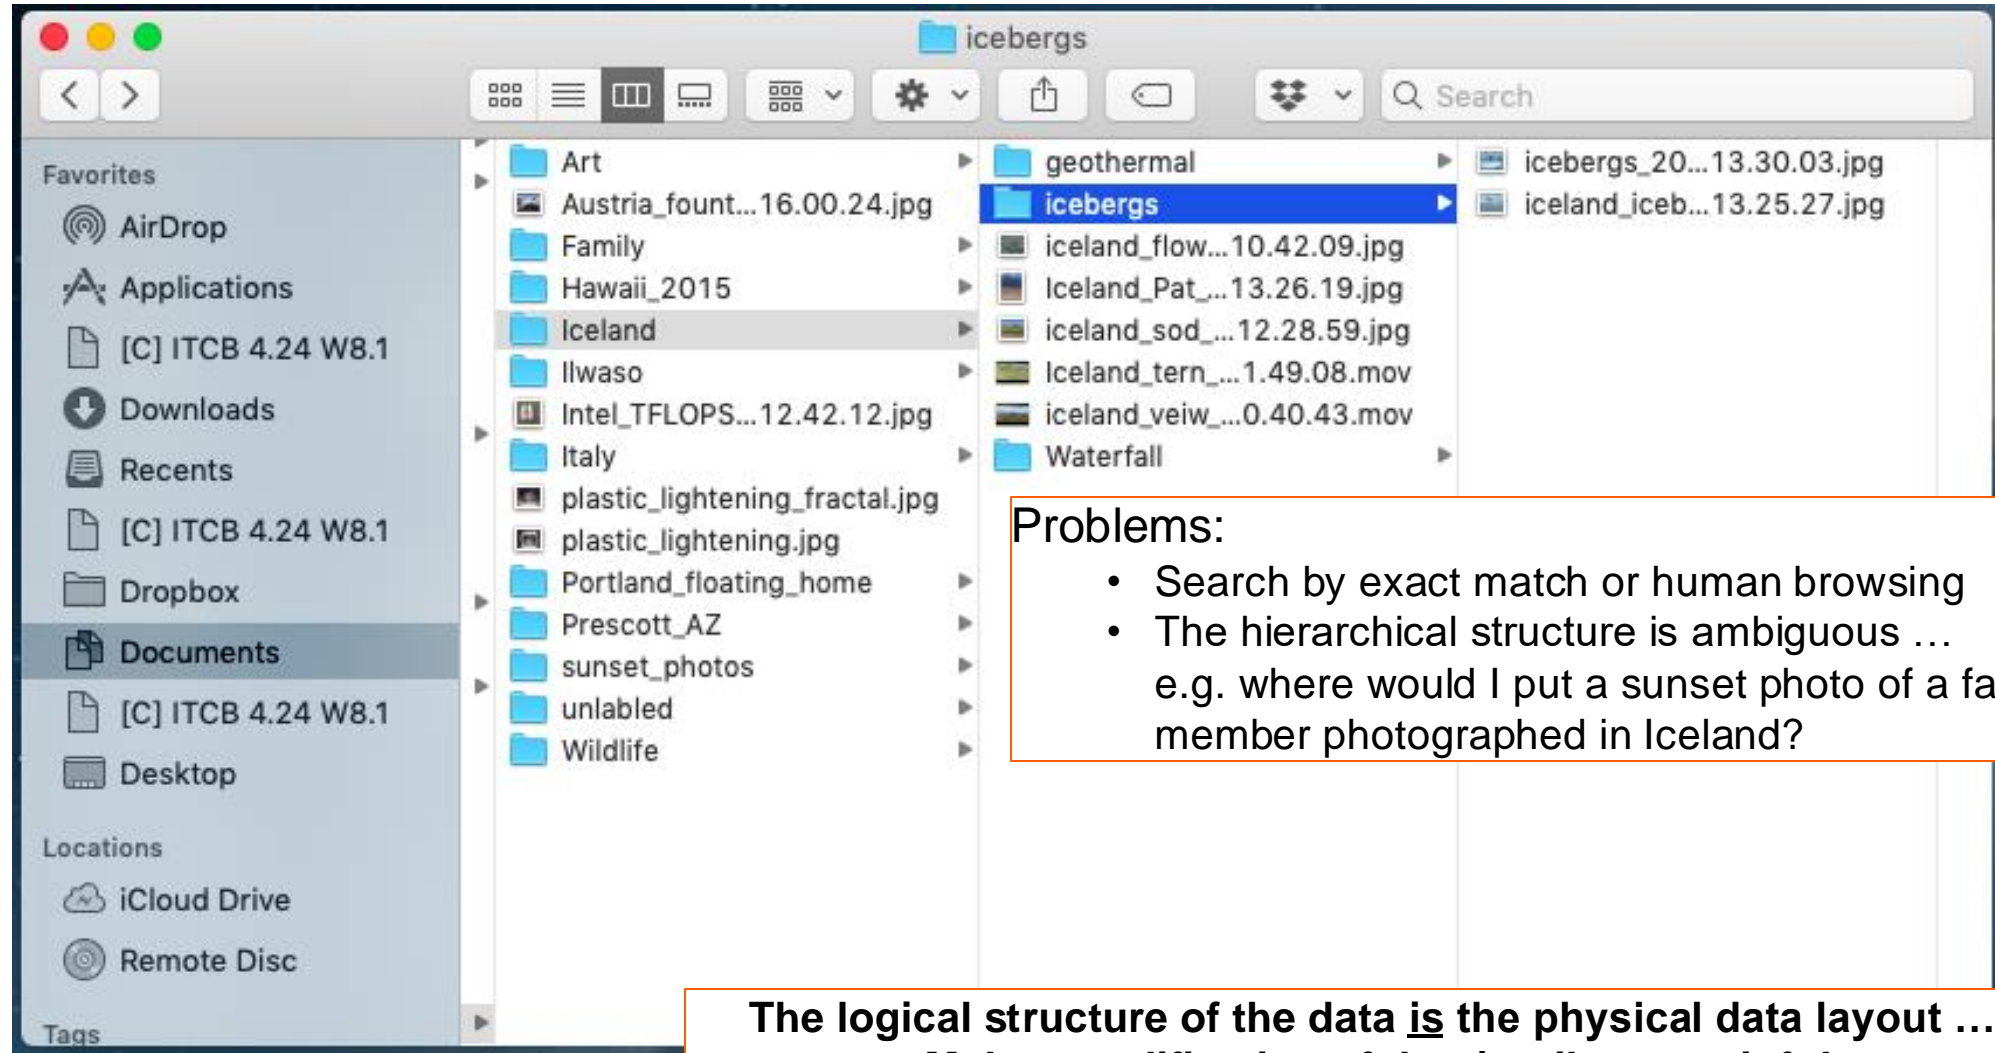 icebergs
Search
Favorites
AirDrop
Applications
[C] ITCB 4.24 W8.1
Downloads
Recents
[C] ITCB 4.24 W8.1
Dropbox
Documents
[C] ITCB 4.24 W8.1
Desktop
Locations
iCloud Drive
Remote Disc
Tags
Art
Austria_fount...16.00.24.jpg
Family
Hawaii_2015
Iceland
Ilwaso
Intel_TFLOPS...12.42.12.jpg
Italy
plastic_lightening_fractal.jpg
plastic_lightening.jpg
Portland_floating_home
Prescott_AZ
sunset_photos
unlabled
Wildlife
geothermal
icebergs
iceland_flow...10.42.09.jpg
Iceland_Pat_...13.26.19.jpg
iceland_sod_...12.28.59.jpg
Iceland_tern_...1.49.08.mov
iceland_veiw_...0.40.43.mov
Waterfall
icebergs_20...13.30.03.jpg
iceland_iceb...13.25.27.jpg
Problems:
• Search by exact match or human browsing
• The hierarchical structure is ambiguous …
e.g. where would I put a sunset photo of a fa
member photographed in Iceland?
The logical structure of the data is the physical data layout …